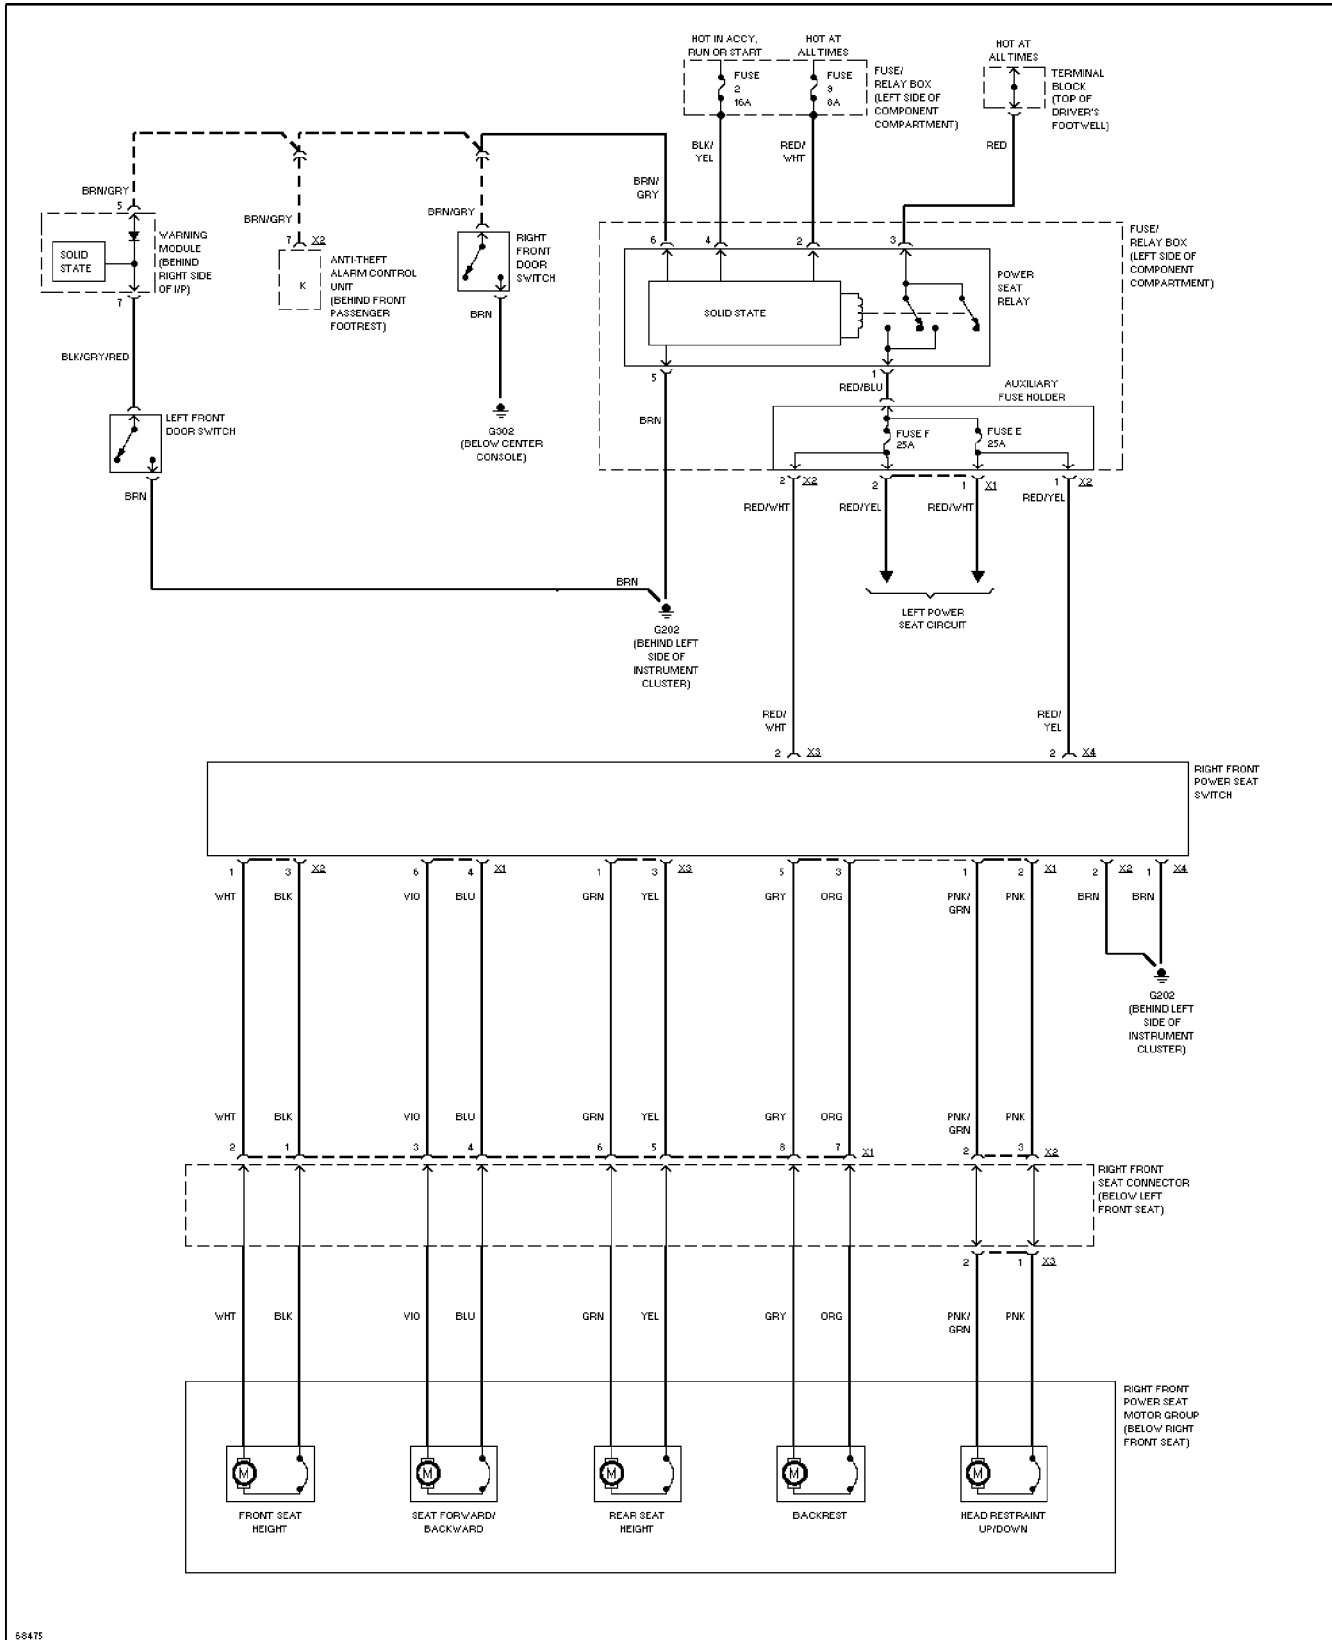 HOT IN ACCY,
RUN OR START
HOT AT
ALL TIMES
HOT AT
ALL TIMES
FUSE
2
16A
FUSE
9
8A
FUSE/
RELAY BOX
(LEFT SIDE OF
COMPONENT
COMPARTMENT)
TERMINAL
BLOCK
(TOP OF
DRIVER'S
FOOTWELL)
BLK/
YEL
RED/
WHT
RED
BRN/GRY
5
BRN/GRY
7 X2
BRN/GRY
BRN/
GRY
6 4 2 3
FUSE/
RELAY BOX
(LEFT SIDE OF
COMPONENT
COMPARTMENT)
SOLID
STATE
WARNING
MODULE
(BEHIND
RIGHT SIDE
OF I/P)
7
K
ANTI-THEFT
ALARM CONTROL
UNIT
(BEHIND FRONT
PASSENGER
FOOTREST)
RIGHT
FRONT
DOOR
SWITCH
BRN
POWER
SEAT
RELAY
SOLID STATE
BLK/GRY/RED
5
1
RED/BLU
AUXILIARY
FUSE HOLDER
LEFT FRONT
DOOR SWITCH
G302
(BELOW CENTER
CONSOLE)
BRN
FUSE F
25A
FUSE E
25A
BRN
2 X2
2
1 X1
1 X2
RED/WHT
RED/YEL
RED/WHT
RED/YEL
BRN
G202
(BEHIND LEFT
SIDE OF
INSTRUMENT
CLUSTER)
LEFT POWER
SEAT CIRCUIT
RED/
WHT
RED/
YEL
2 X3
2 X4
RIGHT FRONT
POWER SEAT
SWITCH
1 3 X2 6 4 X1 1 3 X3 5 3 1 2 X1 2 X2 1 X4
WHT BLK VIO BLU GRN YEL GRY ORG PNK/ PNK BRN BRN
GRN
G202
(BEHIND LEFT
SIDE OF
INSTRUMENT
CLUSTER)
WHT BLK VIO BLU GRN YEL GRY ORG PNK/ PNK
GRN
2 1 3 4 6 5 8 7 X1 2 3 X2
RIGHT FRONT
SEAT CONNECTOR
(BELOW LEFT
FRONT SEAT)
2 1 X3
WHT BLK VIO BLU GRN YEL GRY ORG PNK/ PNK
GRN
RIGHT FRONT
POWER SEAT
MOTOR GROUP
(BELOW RIGHT
FRONT SEAT)
M M M M M
FRONT SEAT
HEIGHT
SEAT FORWARD/
BACKWARD
REAR SEAT
HEIGHT
BACKREST
HEAD RESTRAINT
UP/DOWN
68475